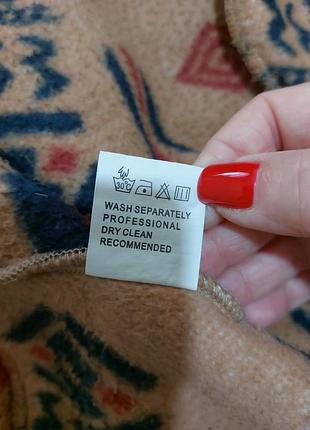 30°C
WASH SEPARATELY
PROFESSIONAL
DRY CLEAN
RECOMMENDED